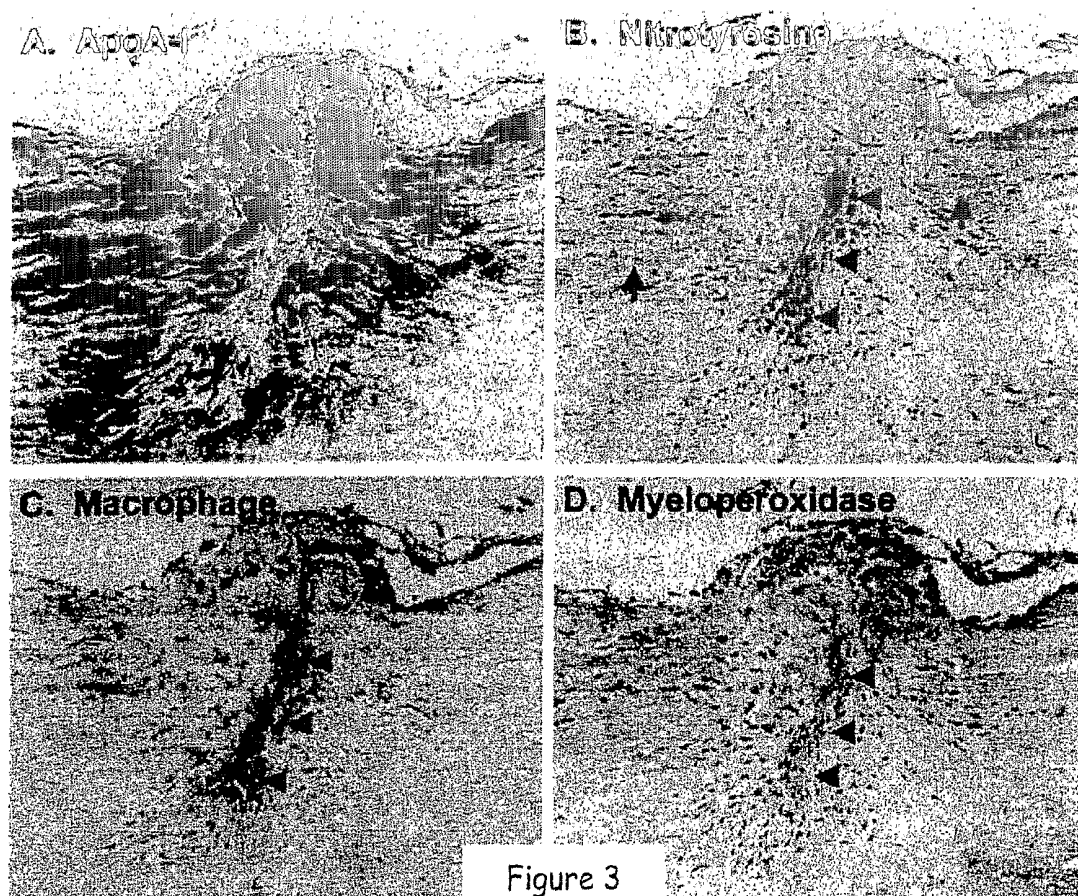 A. ApoA-I
B. Nitrotyrosine
C. Macrophage
D. Myeloperoxidase
Figure 3